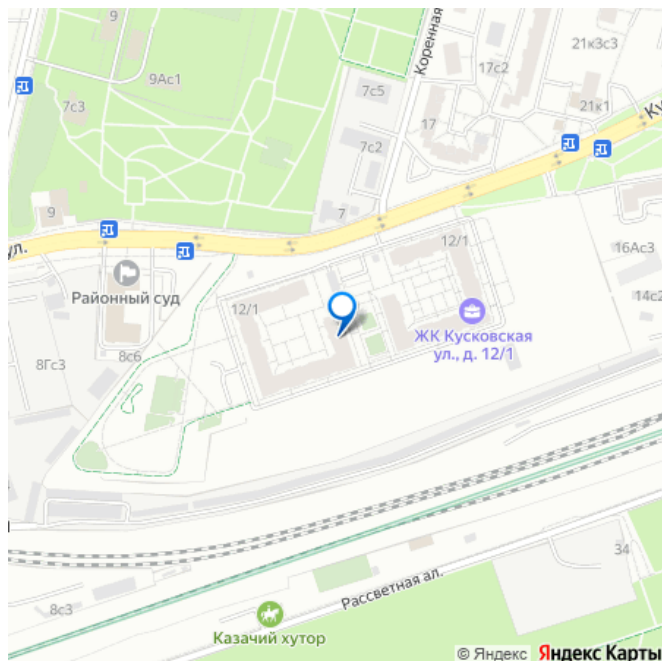 9
9Ас1
7с3
7с5
Коренная
17с2
21к3с3
21к1
Ку
7с2
17
9
7
ул.
12/1
Районный суд
16Ас3
14с2
12/1
ЖК Кусковская
ул., д. 12/1
8Гс3
8с6
34
Рассветная ал.
8с3
Казачий хутор
© Яндекс Яндекс Карты